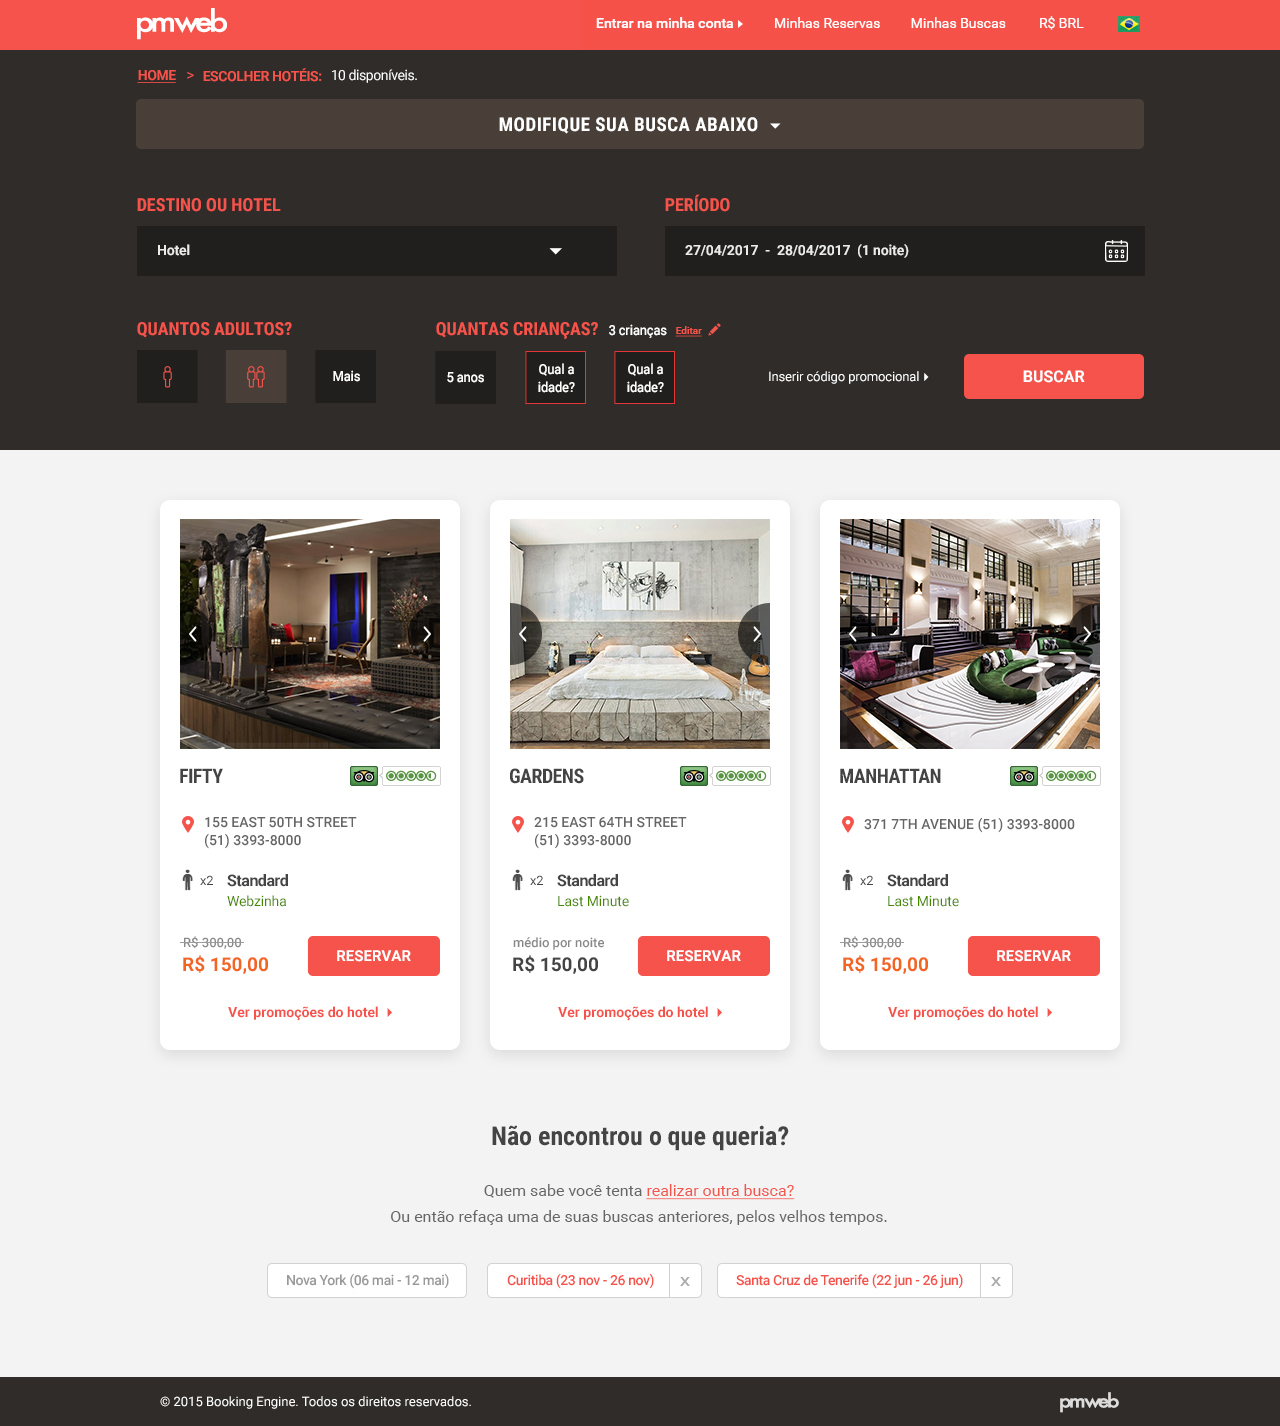 pmweb
Entrar na minha conta
Minhas Reservas
Minhas Buscas
R$ BRL
HOME > ESCOLHER HOTÉIS: 10 disponíveis.
MODIFIQUE SUA BUSCA ABAIXO
DESTINO OU HOTEL
Hotel
PERÍODO
27/04/2017 - 28/04/2017 (1 noite)
QUANTOS ADULTOS?
Mais
QUANTAS CRIANÇAS? 3 crianças Editar
5 anos
Qual a
idade?
Qual a
idade?
Inserir código promocional
BUSCAR
FIFTY
155 EAST 50TH STREET
(51) 3393-8000
x2 Standard
Webzinha
R$ 300,00
R$ 150,00
RESERVAR
Ver promoções do hotel
GARDENS
215 EAST 64TH STREET
(51) 3393-8000
x2 Standard
Last Minute
médio por noite
R$ 150,00
RESERVAR
Ver promoções do hotel
MANHATTAN
371 7TH AVENUE (51) 3393-8000
x2 Standard
Last Minute
R$ 300,00
R$ 150,00
RESERVAR
Ver promoções do hotel
Não encontrou o que queria?
Quem sabe você tenta realizar outra busca?
Ou então refaça uma de suas buscas anteriores, pelos velhos tempos.
Nova York (06 mai - 12 mai)
Curitiba (23 nov - 26 nov) x
Santa Cruz de Tenerife (22 jun - 26 jun) x
© 2015 Booking Engine. Todos os direitos reservados.
pmweb